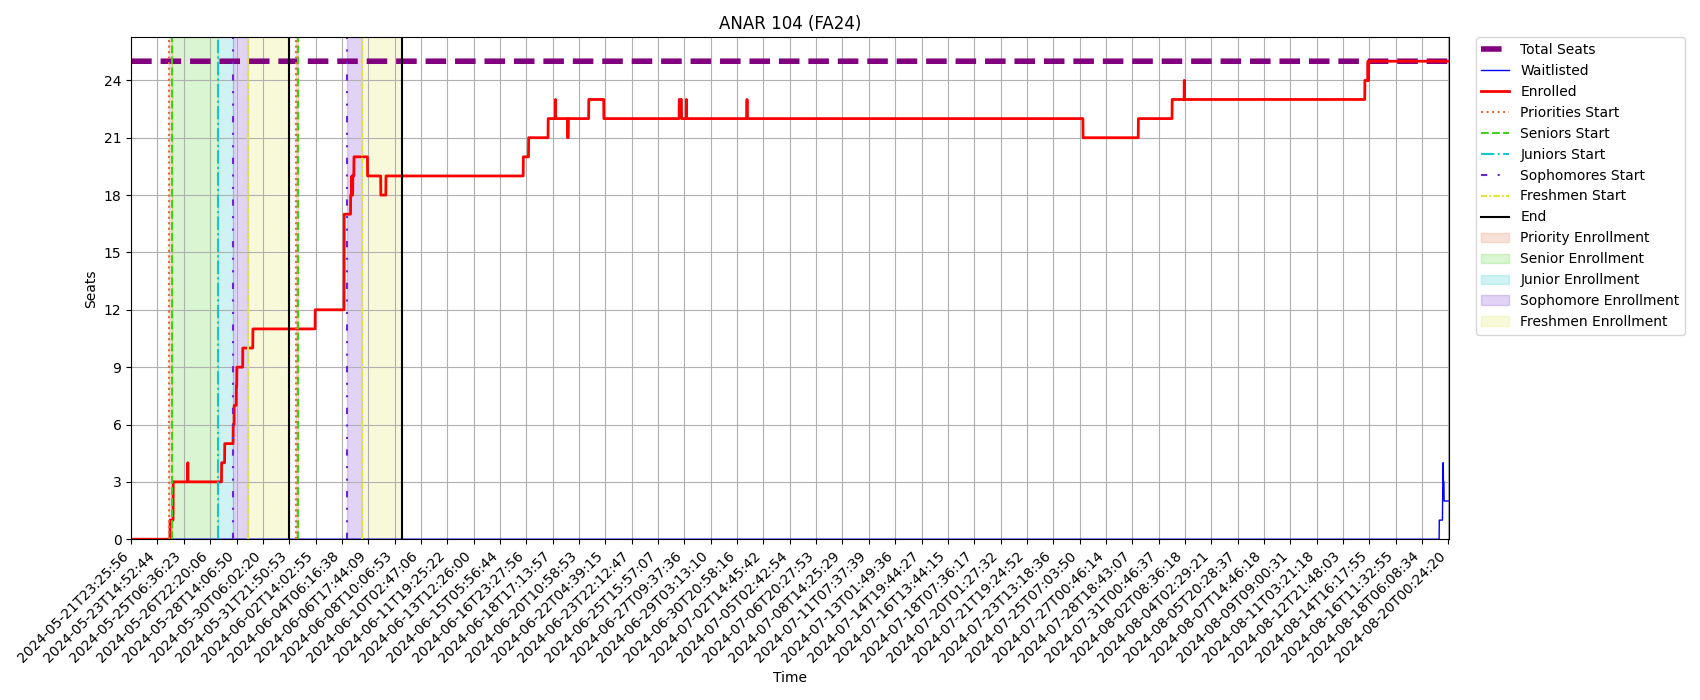 ANAR 104 (FA24)
Seats
24
21
18
15
12
9
6
3
0
2024-05-21T23:25:56
2024-05-23T14:52:44
2024-05-25T06:36:23
2024-05-26T22:20:06
2024-05-28T14:06:50
2024-05-30T06:02:20
2024-05-31T21:50:53
2024-06-02T14:02:55
2024-06-04T06:16:38
2024-06-06T17:44:09
2024-06-08T10:06:53
2024-06-10T02:47:06
2024-06-11T19:25:22
2024-06-13T12:26:00
2024-06-15T05:56:44
2024-06-16T23:27:56
2024-06-18T17:13:57
2024-06-20T10:58:53
2024-06-22T04:39:15
2024-06-23T22:12:47
2024-06-25T15:57:07
2024-06-27T09:37:36
2024-06-29T03:13:10
2024-06-30T20:58:16
2024-07-02T14:45:42
2024-07-05T02:42:54
2024-07-06T20:27:53
2024-07-08T14:25:29
2024-07-11T07:37:39
2024-07-13T01:49:36
2024-07-14T19:44:27
2024-07-16T13:44:15
2024-07-18T07:36:17
2024-07-20T01:27:32
2024-07-21T19:24:52
2024-07-23T13:18:36
2024-07-25T07:03:50
2024-07-27T00:46:14
2024-07-28T18:43:07
2024-07-31T00:46:37
2024-08-02T08:36:18
2024-08-04T02:29:21
2024-08-05T20:28:37
2024-08-07T14:46:18
2024-08-09T09:00:31
2024-08-11T03:21:18
2024-08-12T21:48:03
2024-08-14T16:17:55
2024-08-16T11:32:55
2024-08-18T06:08:34
2024-08-20T00:24:20
Time
Total Seats
Waitlisted
Enrolled
Priorities Start
Seniors Start
Juniors Start
Sophomores Start
Freshmen Start
End
Priority Enrollment
Senior Enrollment
Junior Enrollment
Sophomore Enrollment
Freshmen Enrollment